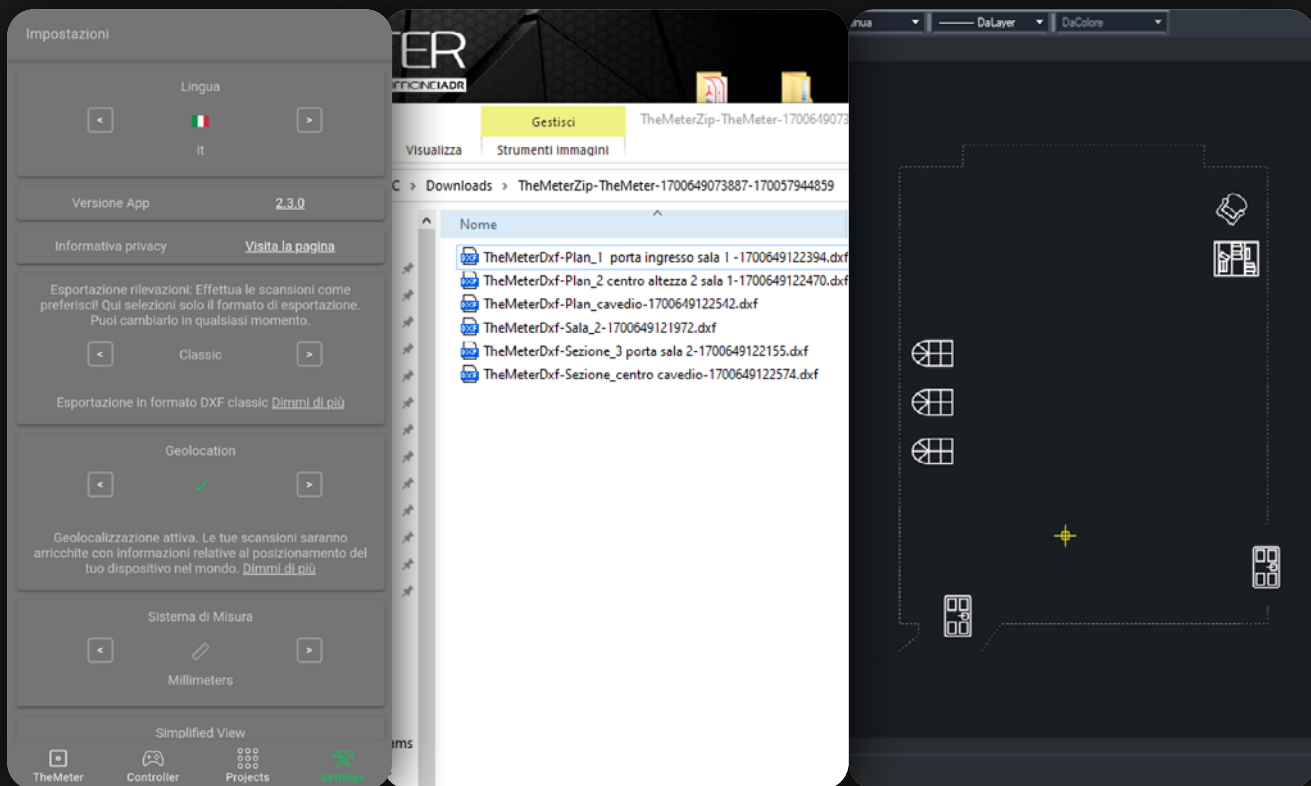 Impostazioni
Lingua
<
>
it
Versione App 2.3.0
Informativa privacy Visita la pagina
Esportazione rilevazioni: Effettua le scansioni come
preferisci! Qui selezioni solo il formato di esportazione.
Puoi cambiarlo in qualsiasi momento.
< Classic >
Esportazione in formato DXF classic Dimmi di più
Geolocation
<
>
Geolocalizzazione attiva. Le tue scansioni saranno
arricchite con informazioni relative al posizionamento del
tuo dispositivo nel mondo. Dimmi di più
Sistema di Misura
<
>
Millimeters
Simplified View
TheMeter Controller Projects Settings
ER
OFFICINEIADR
Gestisci TheMeterZip-TheMeter-1700649073
Visualizza Strumenti immagini
C > Downloads > TheMeterZip-TheMeter-1700649073887-170057944859
Nome
TheMeterDxf-Plan_1 porta ingresso sala 1 -1700649122394.dxf
TheMeterDxf-Plan_2 centro altezza 2 sala 1-1700649122470.dxf
TheMeterDxf-Plan_cavedio-1700649122542.dxf
TheMeterDxf-Sala_2-1700649121972.dxf
TheMeterDxf-Sezione_3 porta sala 2-1700649122155.dxf
TheMeterDxf-Sezione_centro cavedio-1700649122574.dxf
ams
nua DaLayer DaColore